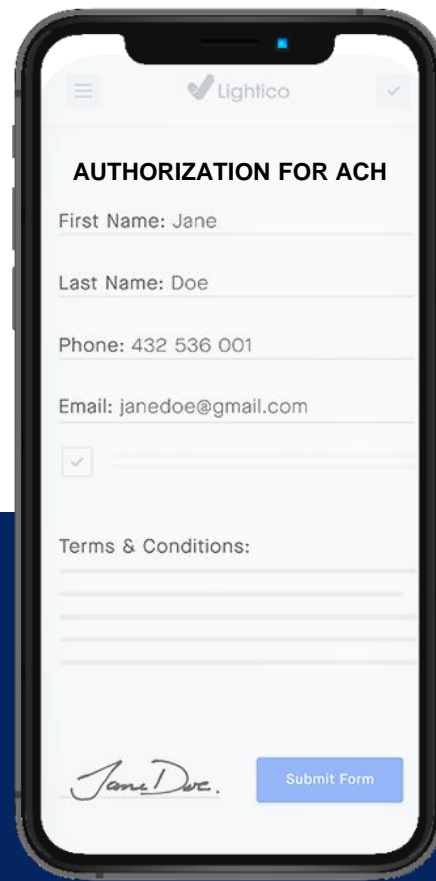 Lightico
AUTHORIZATION FOR ACH
First Name: Jane
Last Name: Doe
Phone: 432 536 001
Email: janedoe@gmail.com
Terms & Conditions:
Jane Doe.
Submit Form